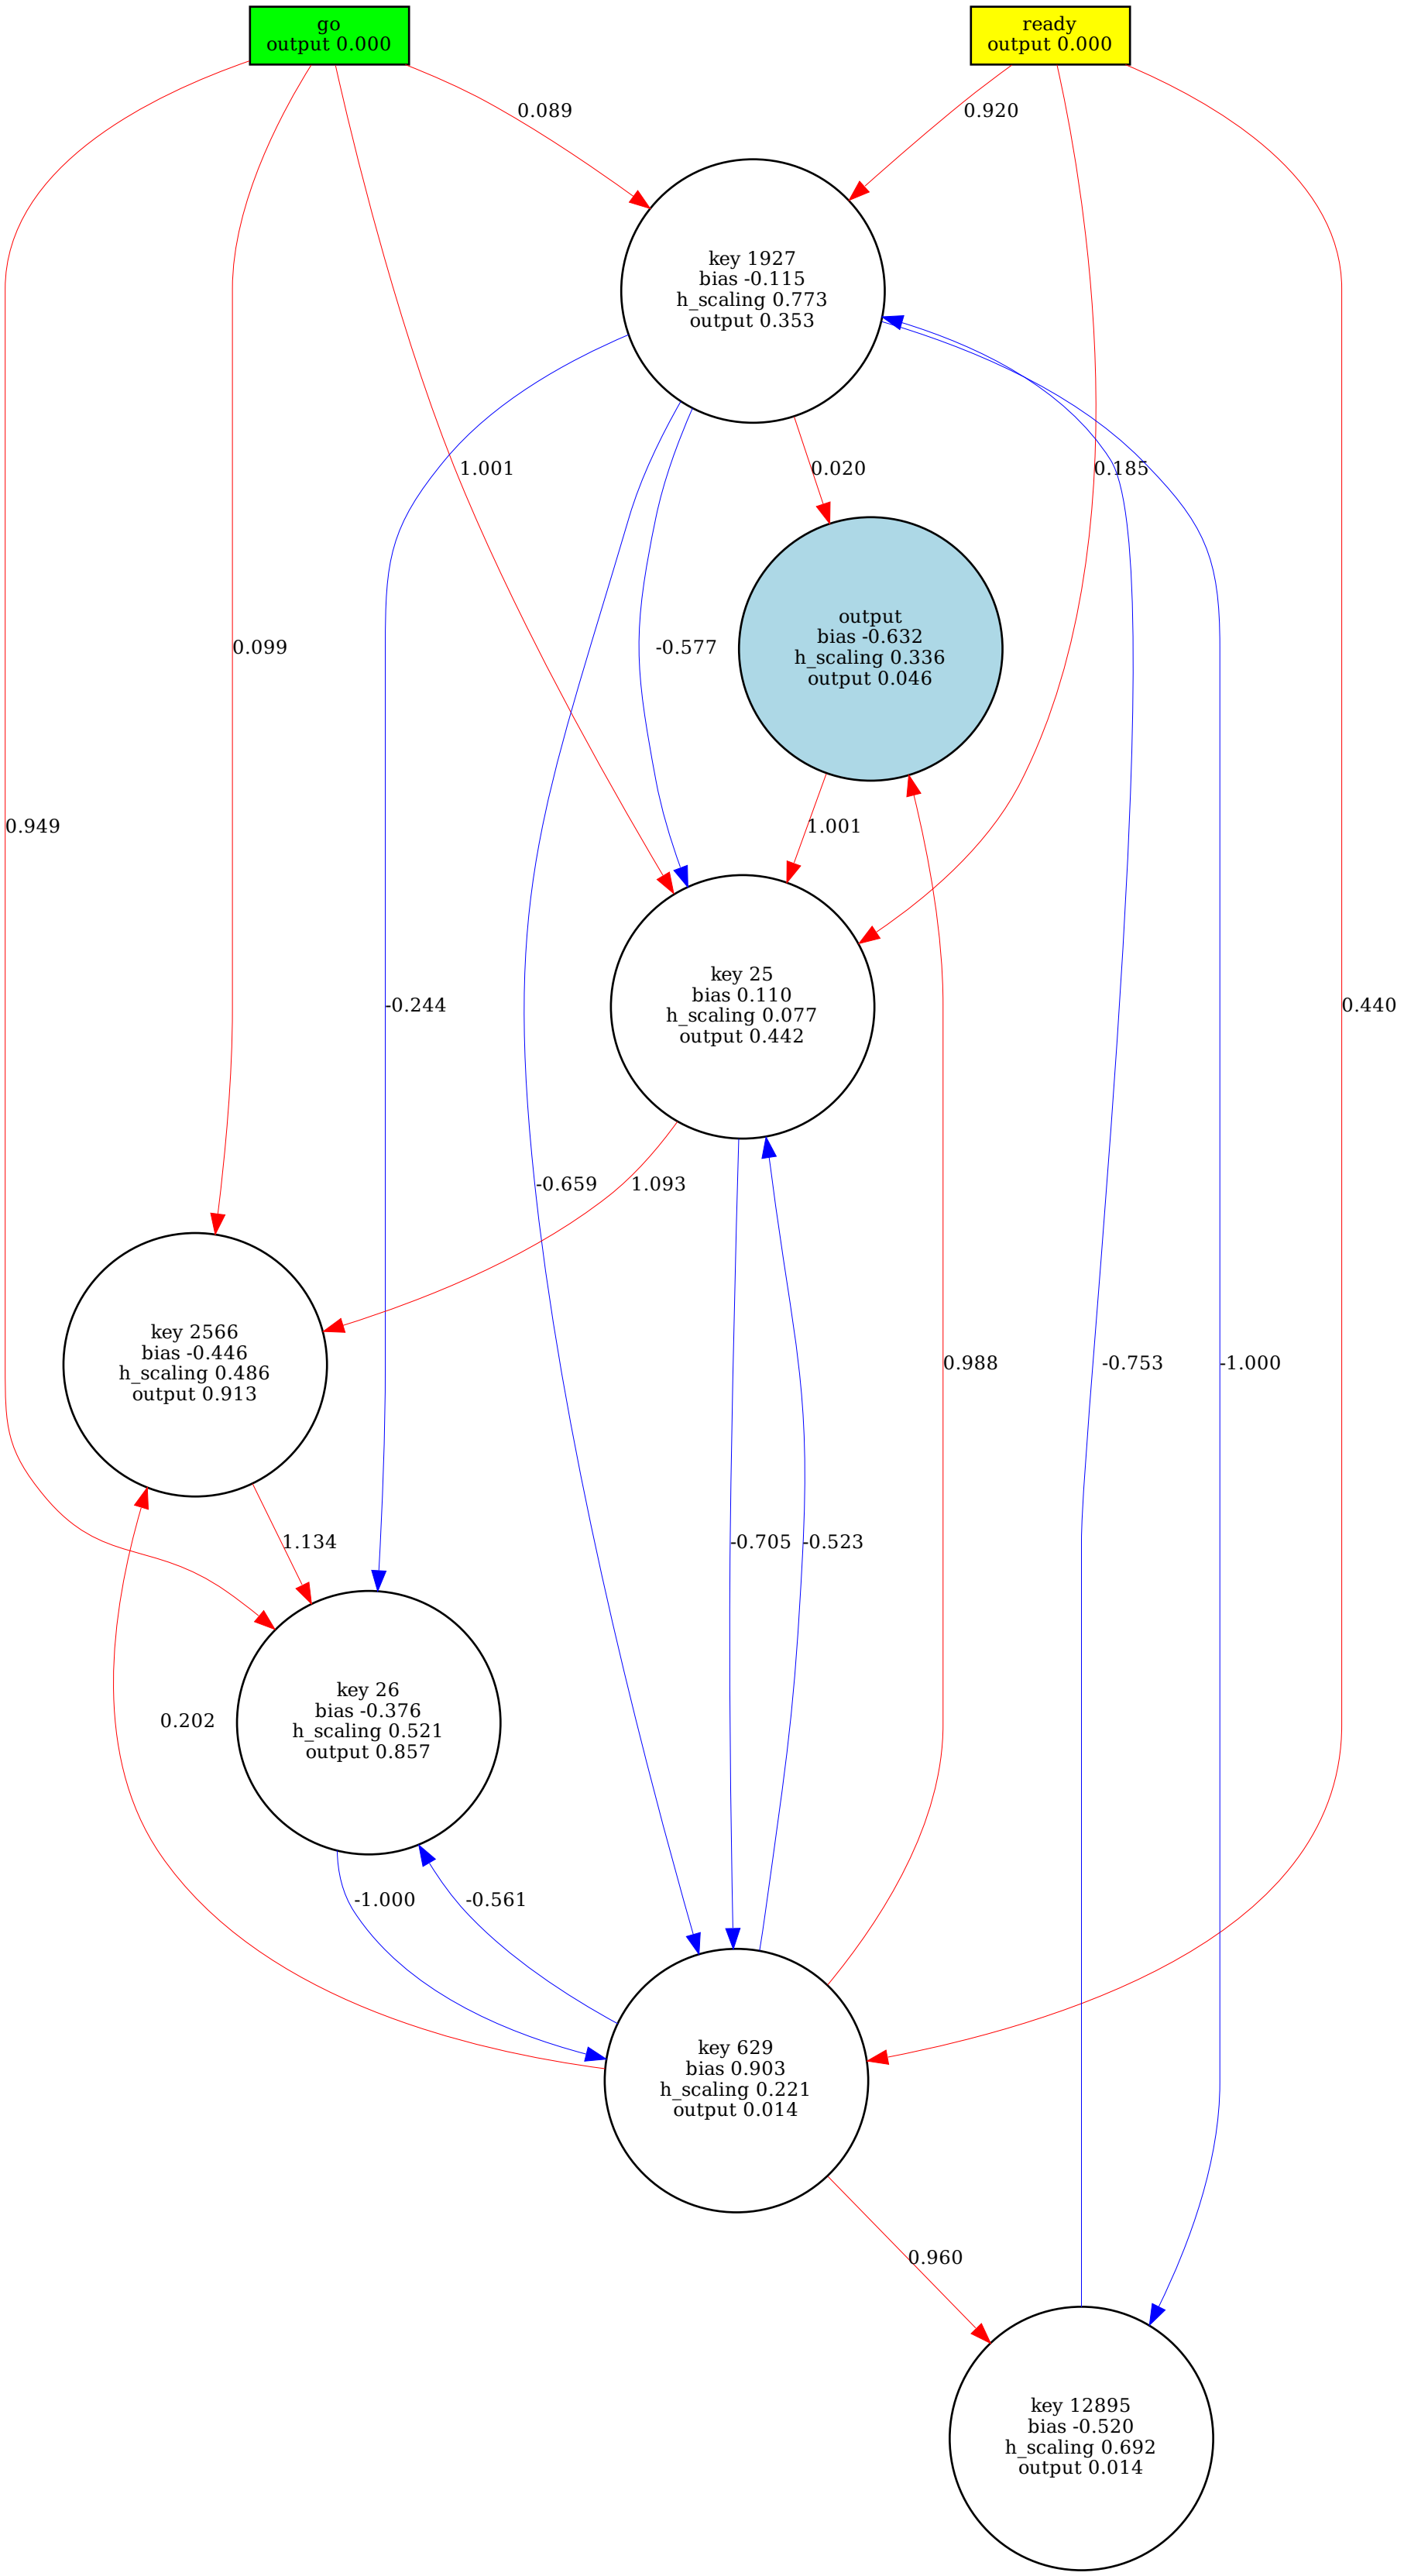 go
output 0.000
ready
output 0.000
0.089
0.920
key 1927
bias -0.115
h_scaling 0.773
output 0.353
1.001
0.020
0.185
0.099
-0.577
output
bias -0.632
h_scaling 0.336
output 0.046
0.949
1.001
-0.244
key 25
bias 0.110
h_scaling 0.077
output 0.442
0.440
-0.659
1.093
key 2566
bias -0.446
h_scaling 0.486
output 0.913
0.988
-0.753
-1.000
1.134
-0.705
-0.523
0.202
key 26
bias -0.376
h_scaling 0.521
output 0.857
-1.000
-0.561
key 629
bias 0.903
h_scaling 0.221
output 0.014
0.960
key 12895
bias -0.520
h_scaling 0.692
output 0.014